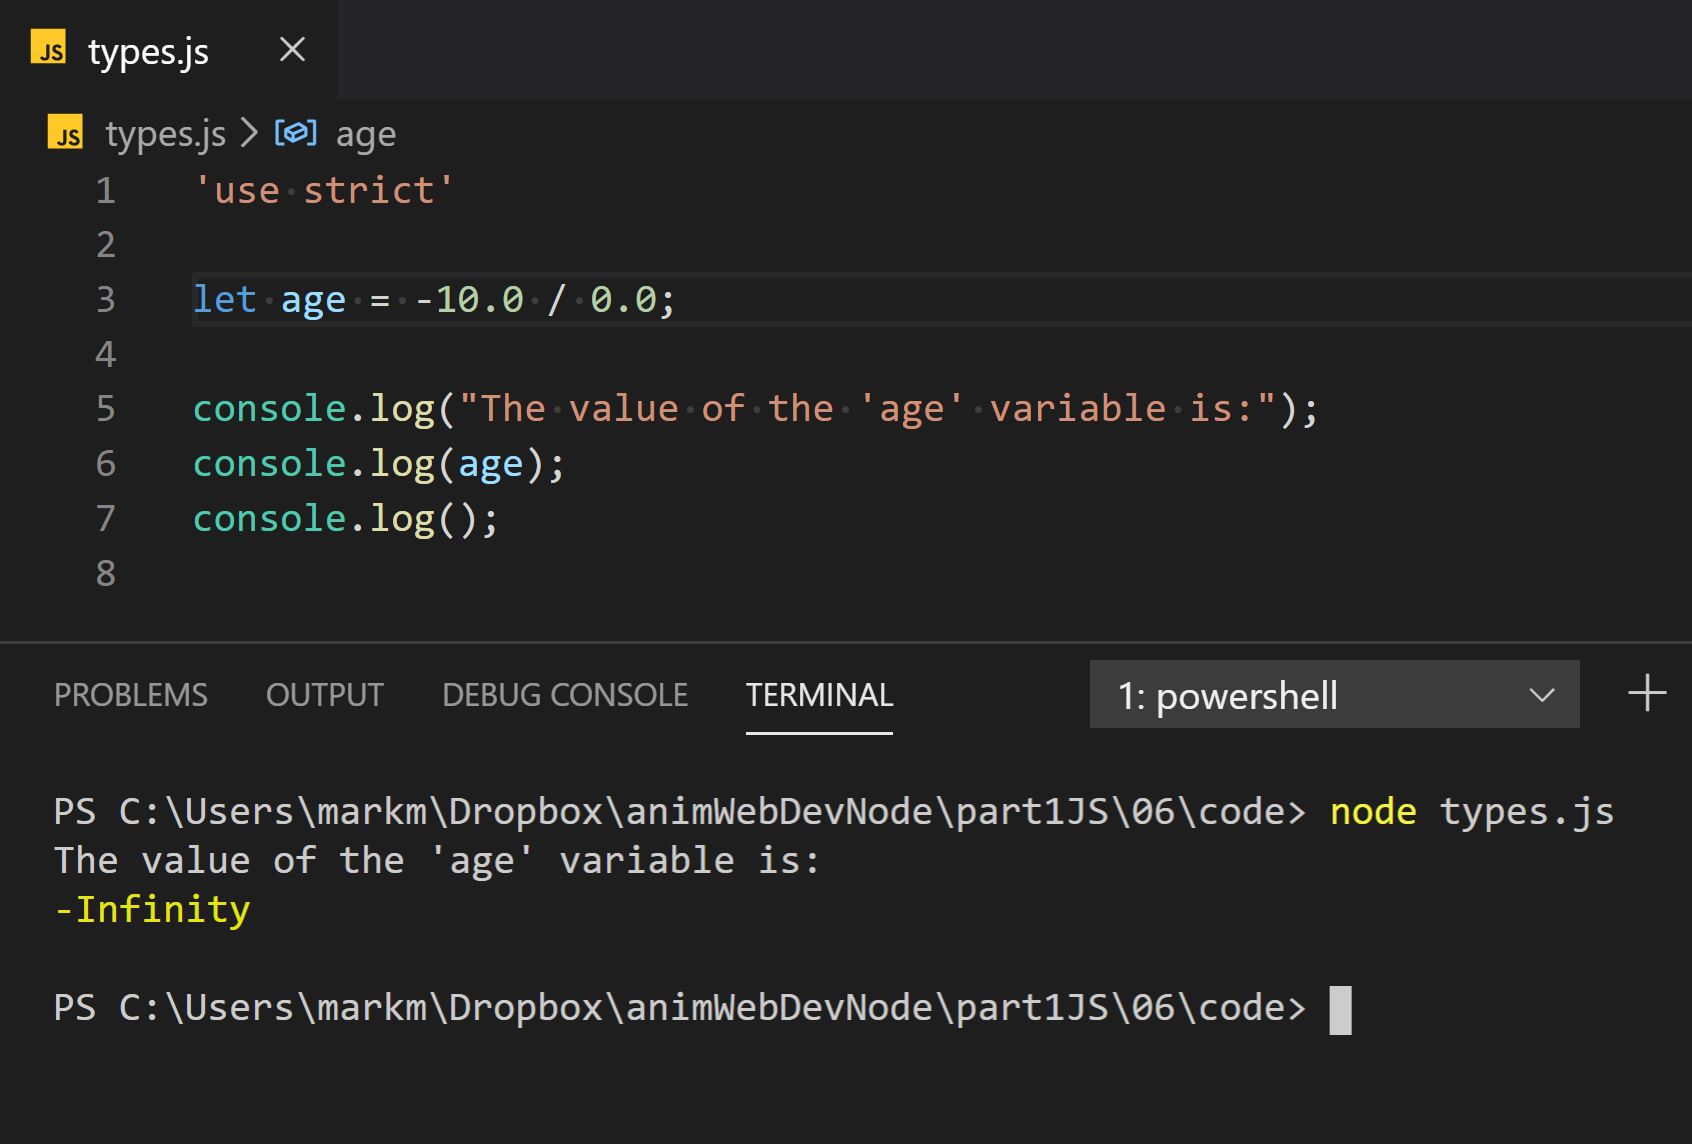 JS types.js
JS types.js > age
1 'use strict'
2
3 let age = -10.0 / 0.0;
4
5 console.log("The value of the 'age' variable is:");
6 console.log(age);
7 console.log();
8
PROBLEMS OUTPUT DEBUG CONSOLE TERMINAL 1: powershell
PS C:\Users\markm\Dropbox\animWebDevNode\part1JS\06\code> node types.js
The value of the 'age' variable is:
-Infinity
PS C:\Users\markm\Dropbox\animWebDevNode\part1JS\06\code>